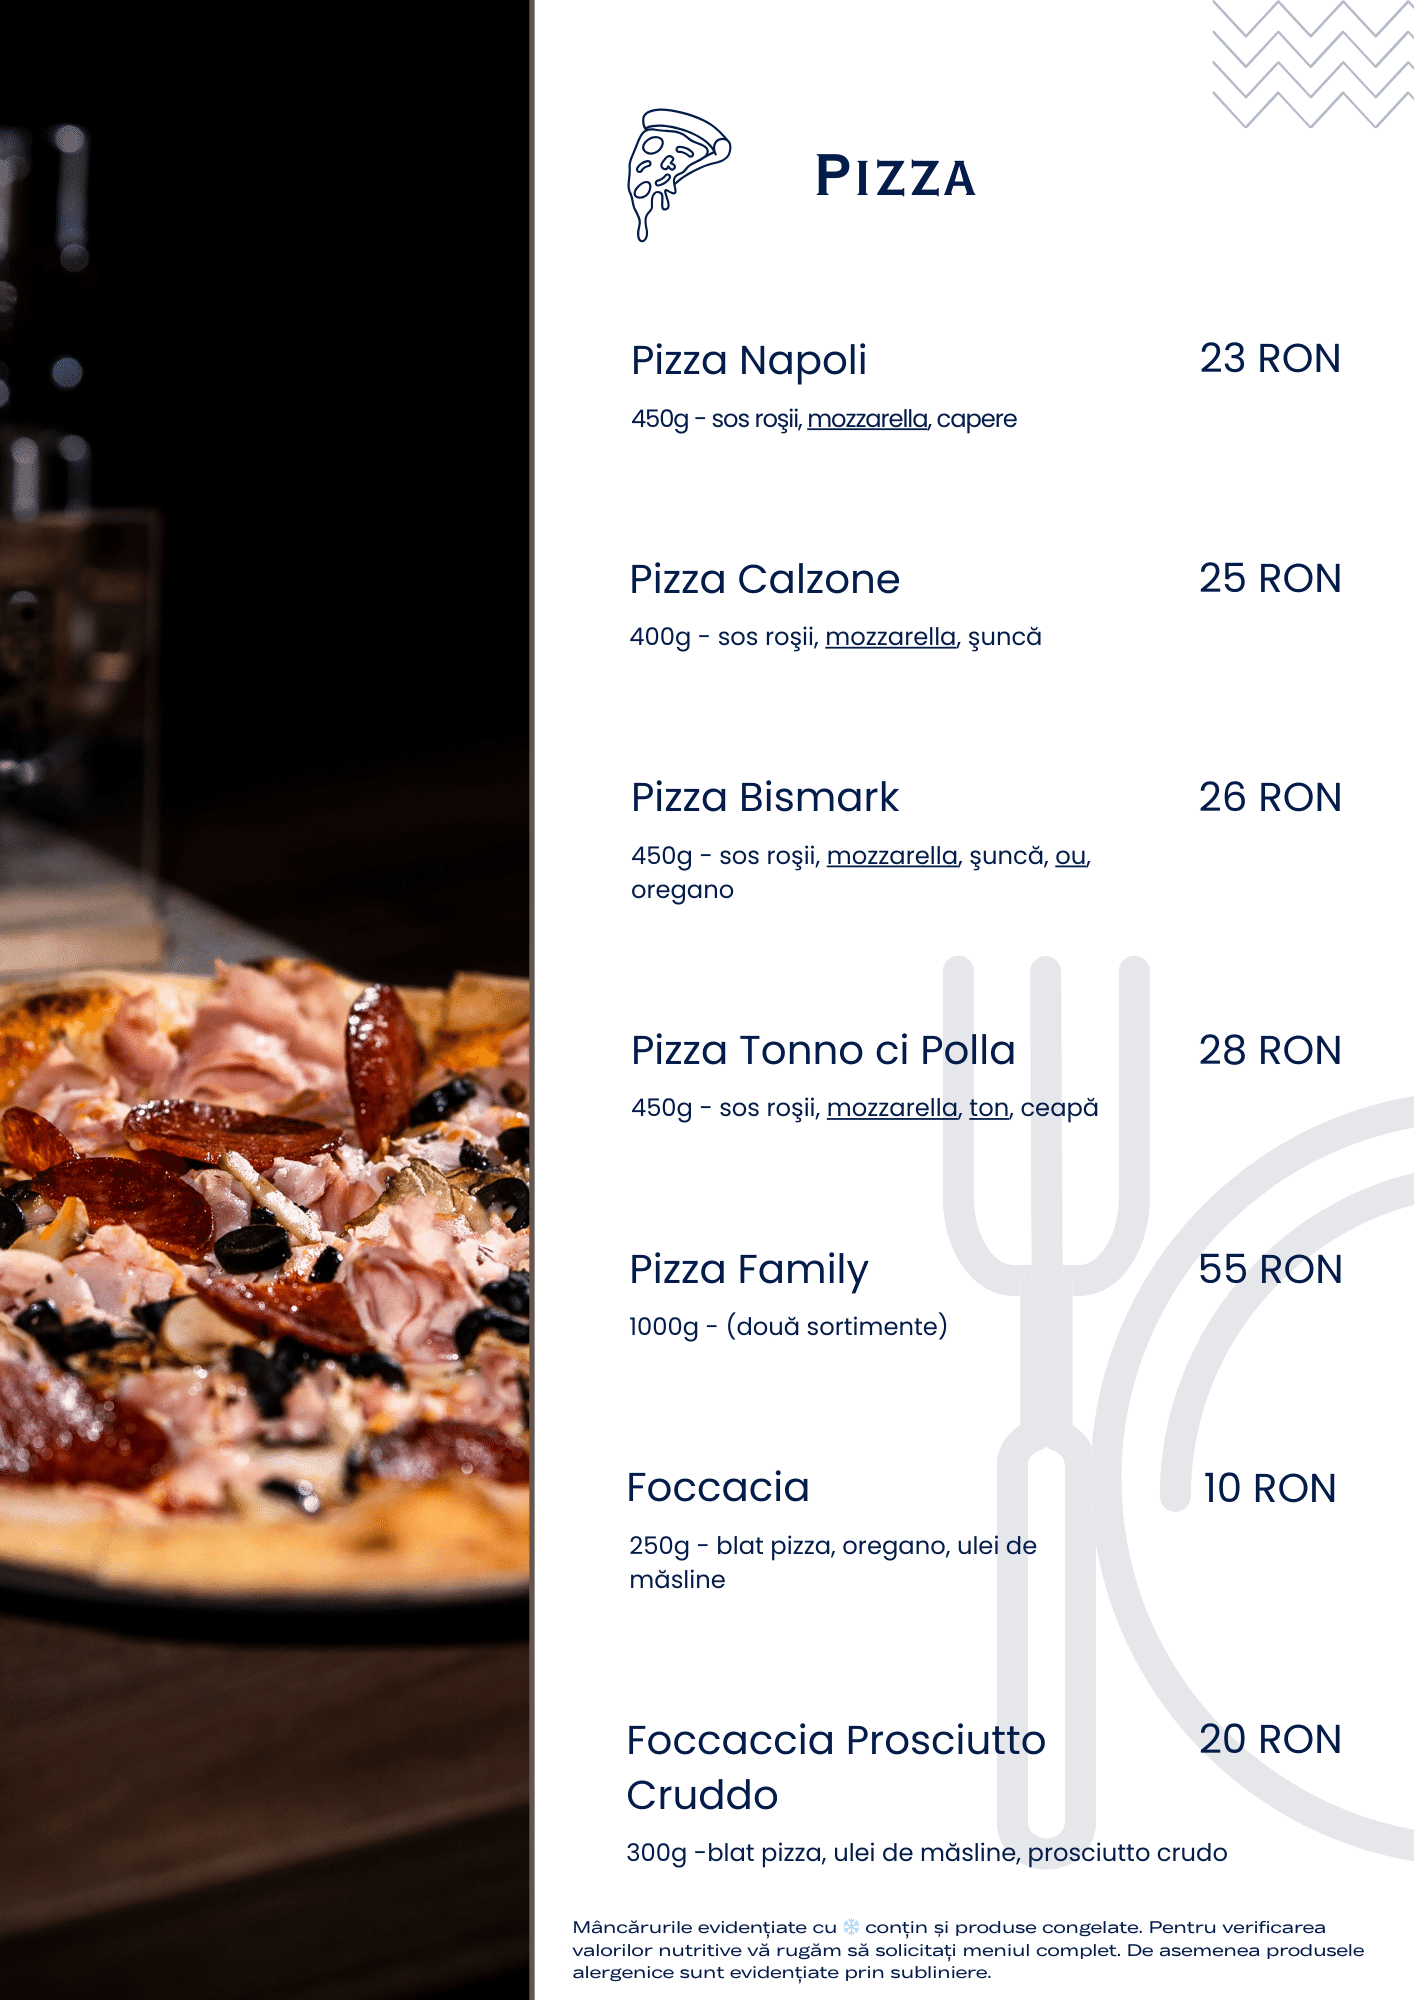 Pizza
Pizza Napoli 23 RON
450g - sos roşii, mozzarella, capere
Pizza Calzone 25 RON
400g - sos roşii, mozzarella, şuncă
Pizza Bismark 26 RON
450g - sos roşii, mozzarella, şuncă, ou,
oregano
Pizza Tonno ci Polla 28 RON
450g - sos roşii, mozzarella, ton, ceapă
Pizza Family 55 RON
1000g - (două sortimente)
Foccacia 10 RON
250g - blat pizza, oregano, ulei de
măsline
Foccaccia Prosciutto 20 RON
Cruddo
300g -blat pizza, ulei de măsline, prosciutto crudo
Mâncărurile evidențiate cu ❄️ conțin și produse congelate. Pentru verificarea
valorilor nutritive vă rugăm să solicitați meniul complet. De asemenea produsele
alergenice sunt evidențiate prin subliniere.